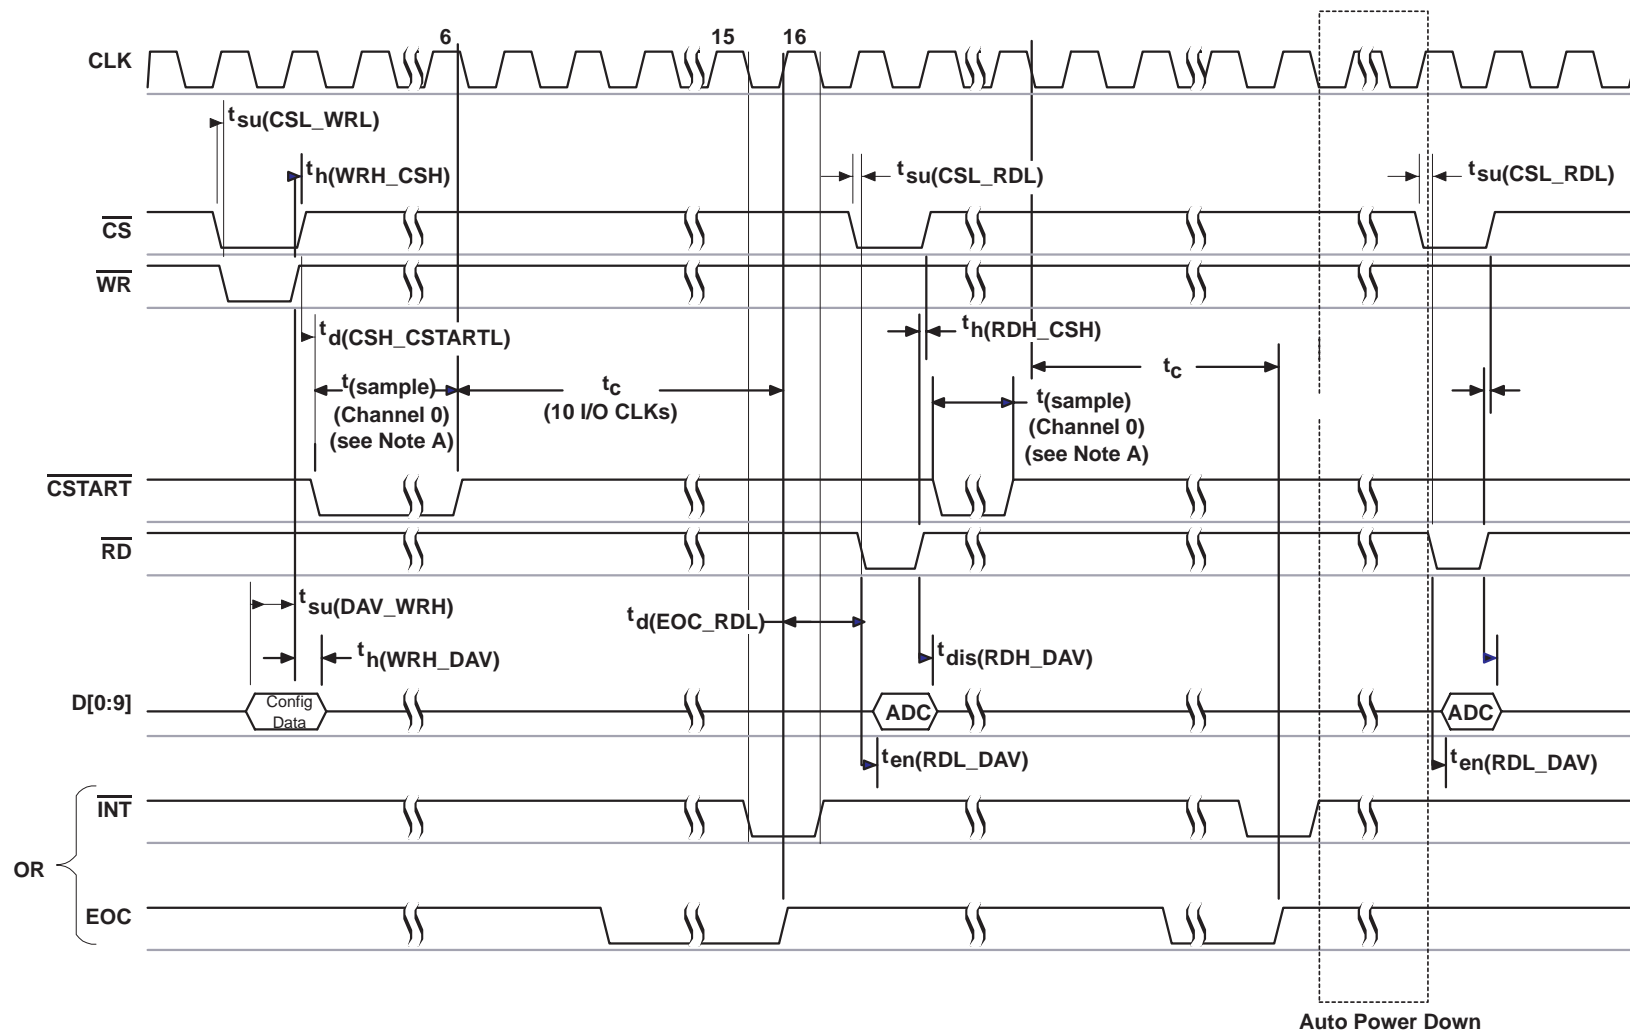 6
15
16
CLK
tsu(CSL_WRL)
th(WRH_CSH)
tsu(CSL_RDL)
tsu(CSL_RDL)
CS
WR
td(CSH_CSTARTL)
th(RDH_CSH)
t(sample)
(Channel 0)
(see Note A)
tc
(10 I/O CLKs)
tc
t(sample)
(Channel 0)
(see Note A)
CSTART
RD
tsu(DAV_WRH)
td(EOC_RDL)
th(WRH_DAV)
tdis(RDH_DAV)
D[0:9]
Config
Data
ADC
ADC
ten(RDL_DAV)
ten(RDL_DAV)
INT
OR
EOC
Auto Power Down